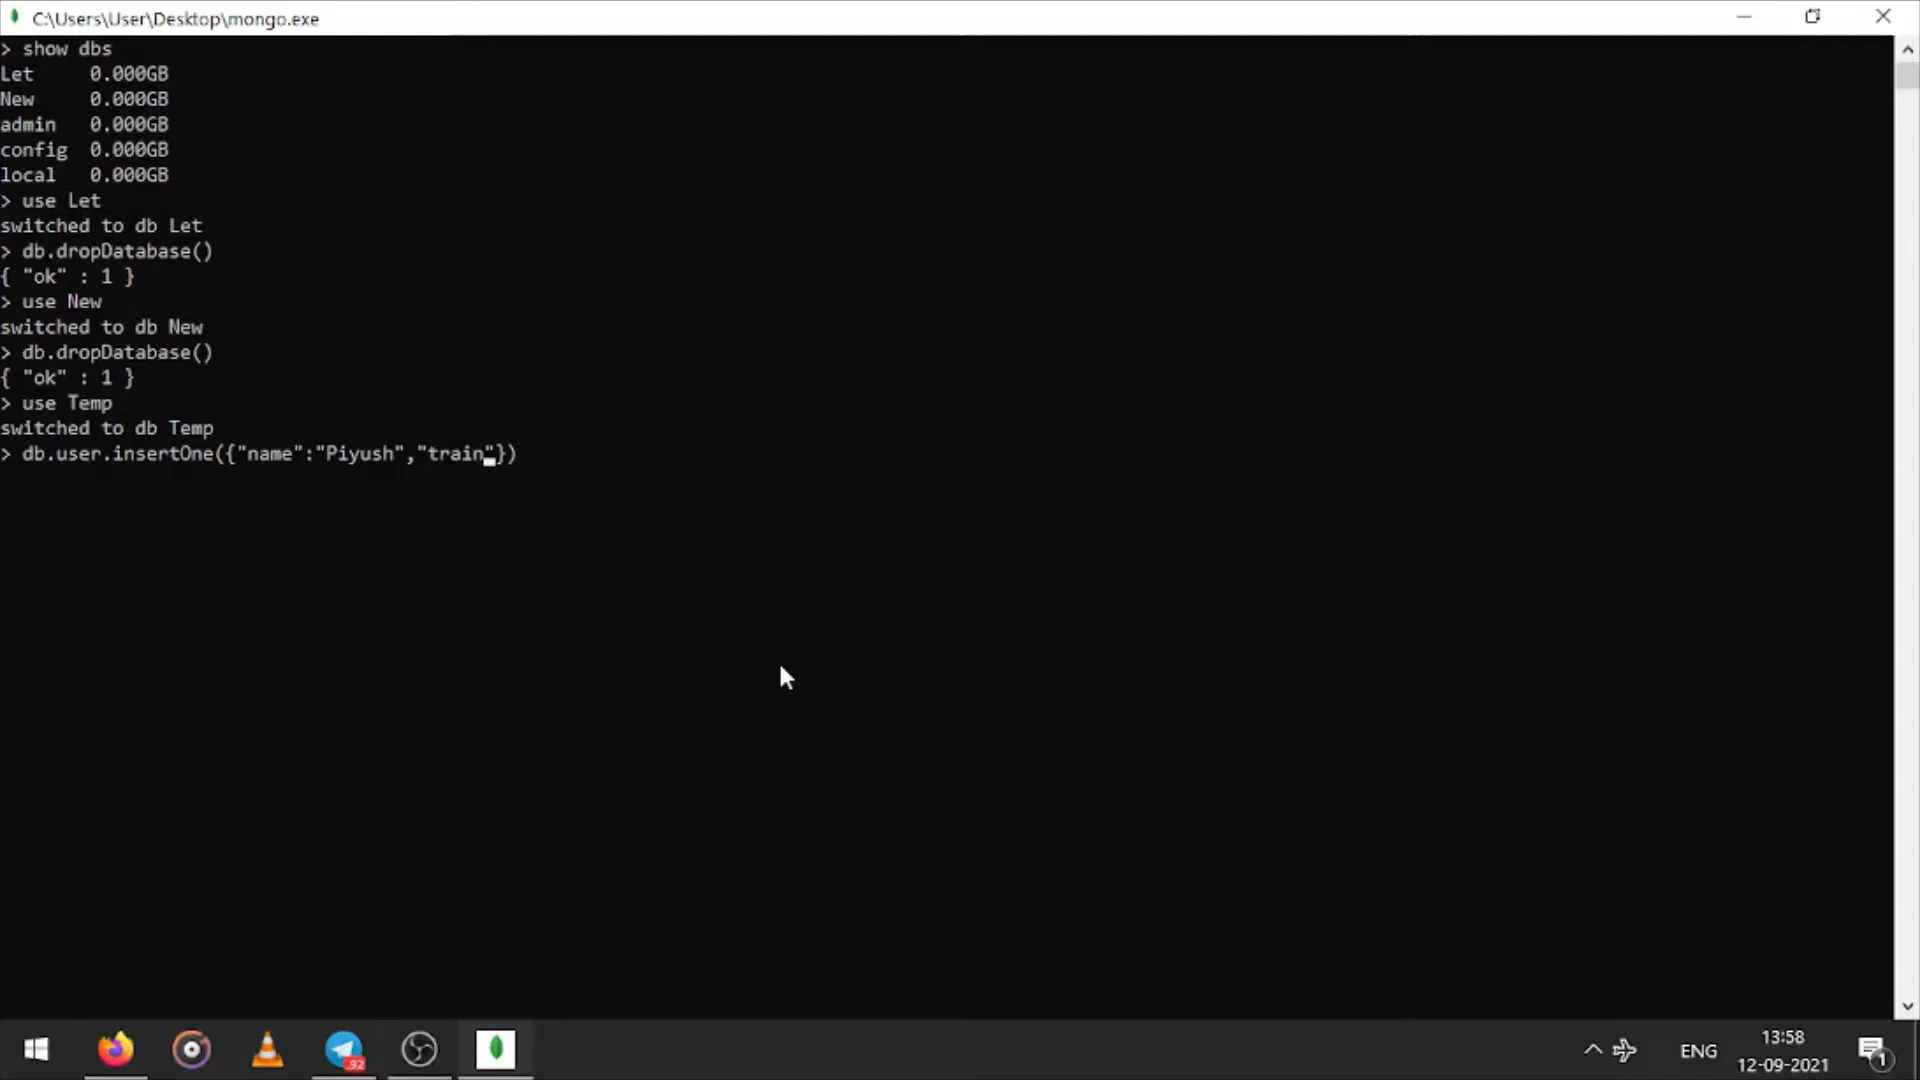 C:\Users\User\Desktop\mongo.exe
> show dbs
Let     0.000GB
New     0.000GB
admin   0.000GB
config  0.000GB
local   0.000GB
> use Let
switched to db Let
> db.dropDatabase()
{ "ok" : 1 }
> use New
switched to db New
> db.dropDatabase()
{ "ok" : 1 }
> use Temp
switched to db Temp
> db.user.insertOne({"name":"Piyush","train"})
92
ENG
13:58
12-09-2021
1